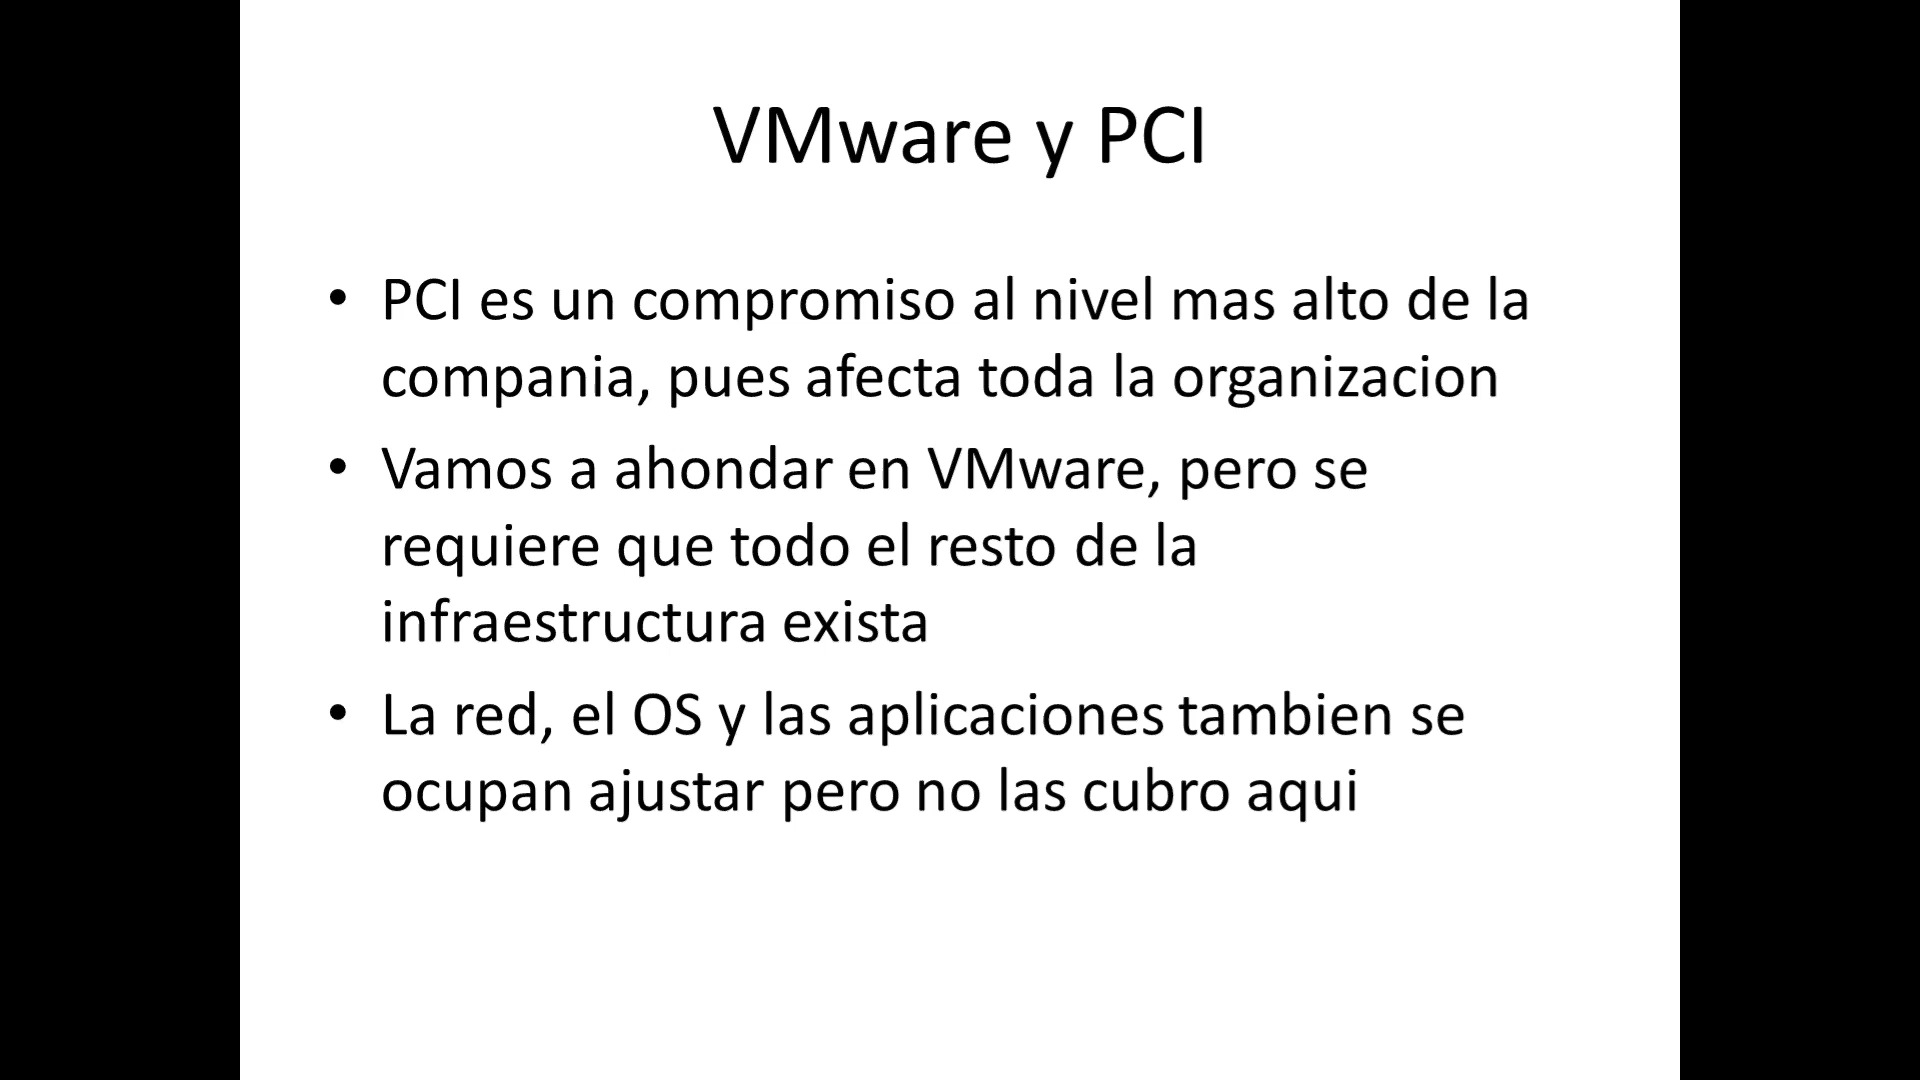 VMware y PCI
• PCI es un compromiso al nivel mas alto de la
compania, pues afecta toda la organizacion
• Vamos a ahondar en VMware, pero se
requiere que todo el resto de la
infraestructura exista
• La red, el OS y las aplicaciones tambien se
ocupan ajustar pero no las cubro aqui